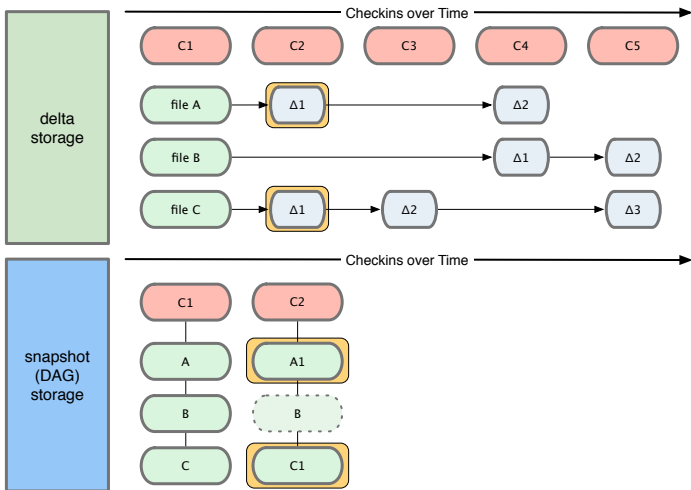 Checkins over Time
C1 C2 C3 C4 C5
delta
storage
file A Δ1 Δ2
file B Δ1 Δ2
file C Δ1 Δ2 Δ3
Checkins over Time
C1 C2
snapshot
(DAG)
storage
A A1
B B
C C1